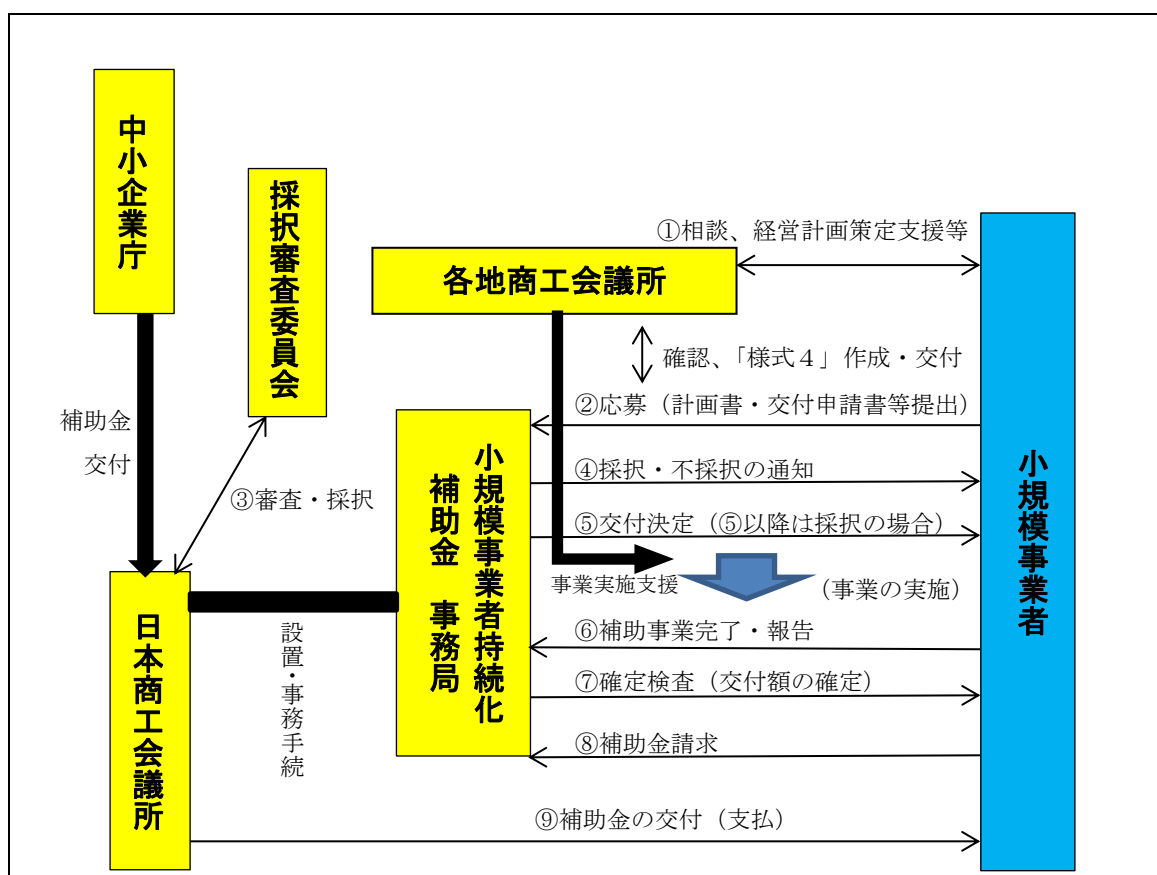 中小企業庁
採択審査委員会
①相談、経営計画策定支援等
各地商工会議所
確認、「様式４」作成・交付
②応募（計画書・交付申請書等提出）
補助金
交付
③審査・採択
④採択・不採択の通知
⑤交付決定（⑤以降は採択の場合）
事業実施支援
（事業の実施）
小規模事業者持続化
補助金　事務局
小規模事業者
日本商工会議所
設置・事務手続
⑥補助事業完了・報告
⑦確定検査（交付額の確定）
⑧補助金請求
⑨補助金の交付（支払）